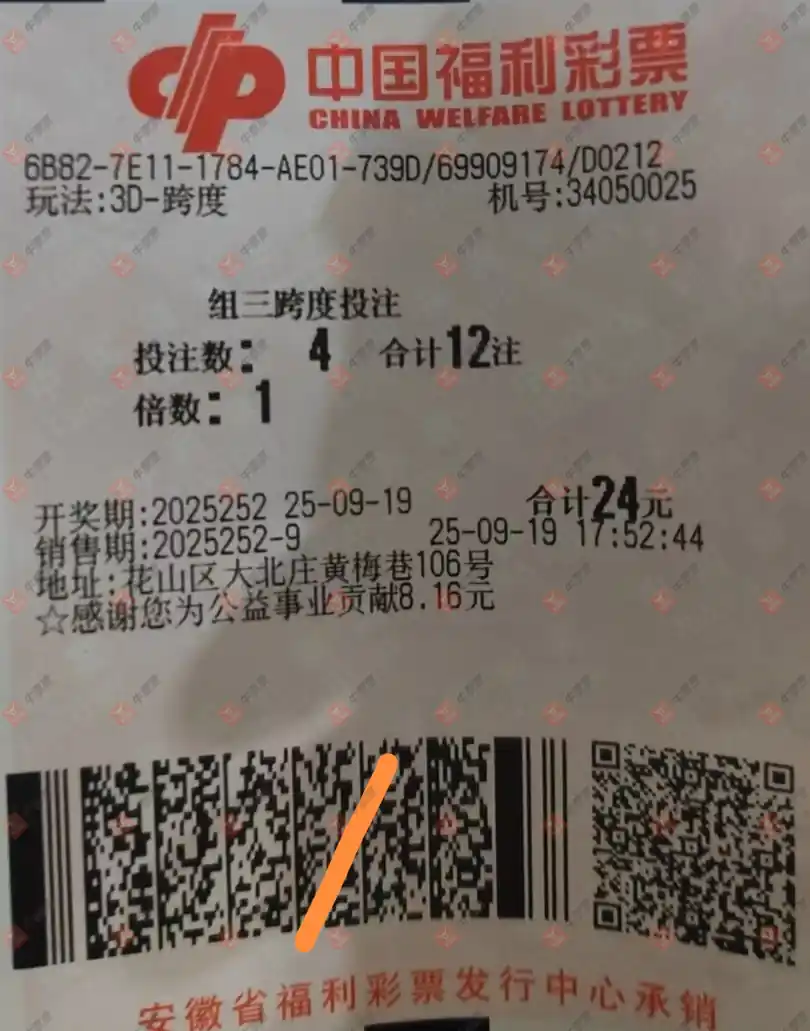 中国福利彩票
CHINA WELFARE LOTTERY
6B82-7E11-1784-AE01-739D/69909174/D0212
玩法:3D-跨度 机号:34050025
组三跨度投注
投注数: 4 合计12注
倍数: 1
开奖期:2025252 25-09-19 合计24元
销售期:2025252-9 25-09-19 17:52:44
地址:花山区大北庄黄梅巷106号
☆感谢您为公益事业贡献8.16元
安徽省福利彩票发行中心承销